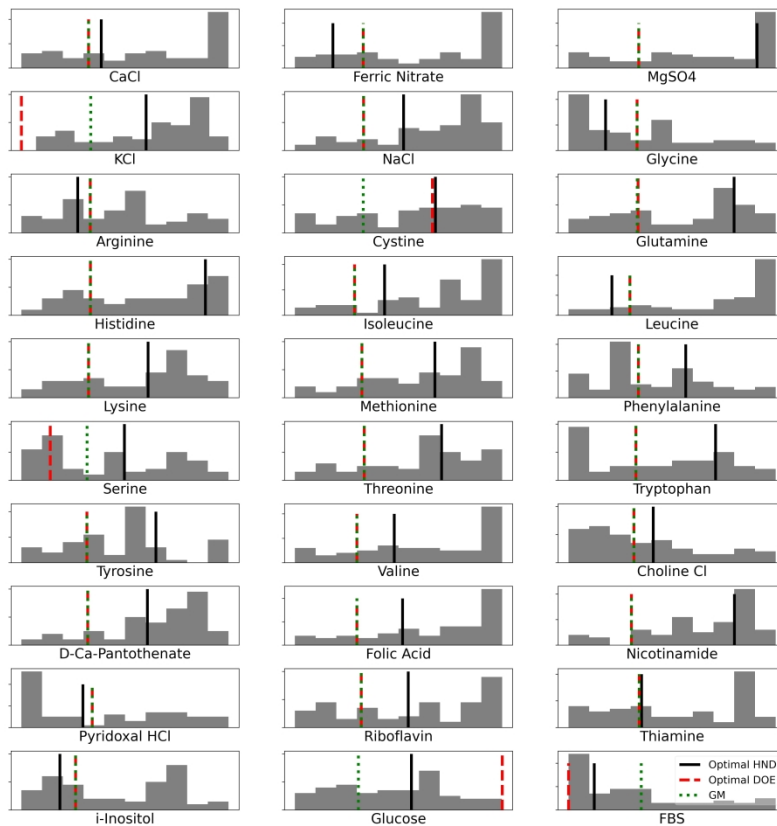 CaCl
Ferric Nitrate
MgSO4
KCl
NaCl
Glycine
Arginine
Cystine
Glutamine
Histidine
Isoleucine
Leucine
Lysine
Methionine
Phenylalanine
Serine
Threonine
Tryptophan
Tyrosine
Valine
Choline Cl
D-Ca-Pantothenate
Folic Acid
Nicotinamide
Pyridoxal HCl
Riboflavin
Thiamine
Optimal HND
Optimal DOE
GM
i-Inositol
Glucose
FBS